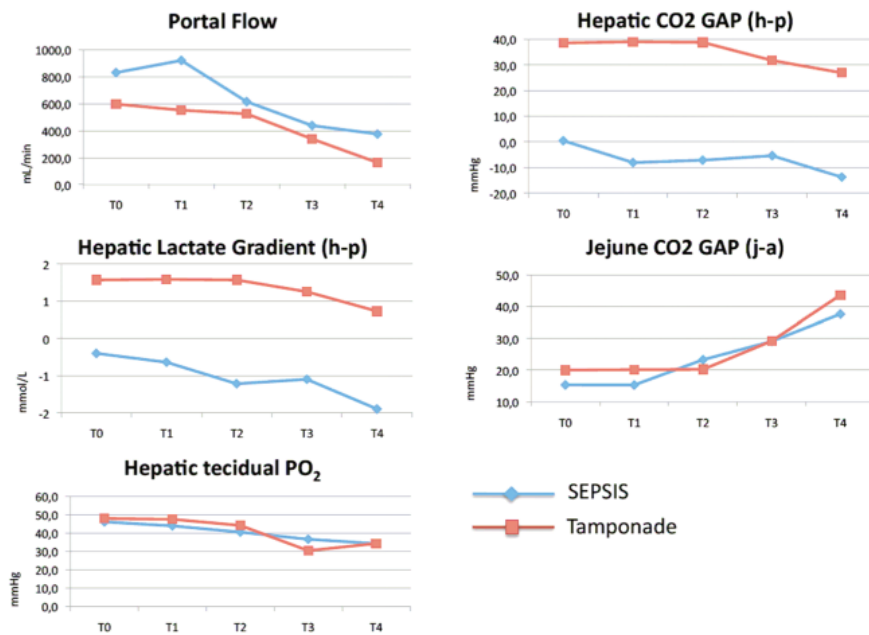 Portal Flow
1000,0
800,0
600,0
400,0
200,0
0,0
mL/min
T0 T1 T2 T3 T4
Hepatic CO2 GAP (h-p)
40,0
30,0
20,0
10,0
0,0
-10,0
-20,0
mmHg
T0 T1 T2 T3 T4
Hepatic Lactate Gradient (h-p)
2
1
0
-1
-2
mmol/L
T0 T1 T2 T3 T4
Jejune CO2 GAP (j-a)
50,0
40,0
30,0
20,0
10,0
mmHg
T0 T1 T2 T3 T4
Hepatic tecidual PO₂
60,0
50,0
40,0
30,0
20,0
10,0
0,0
mmHg
T0 T1 T2 T3 T4
SEPSIS
Tamponade